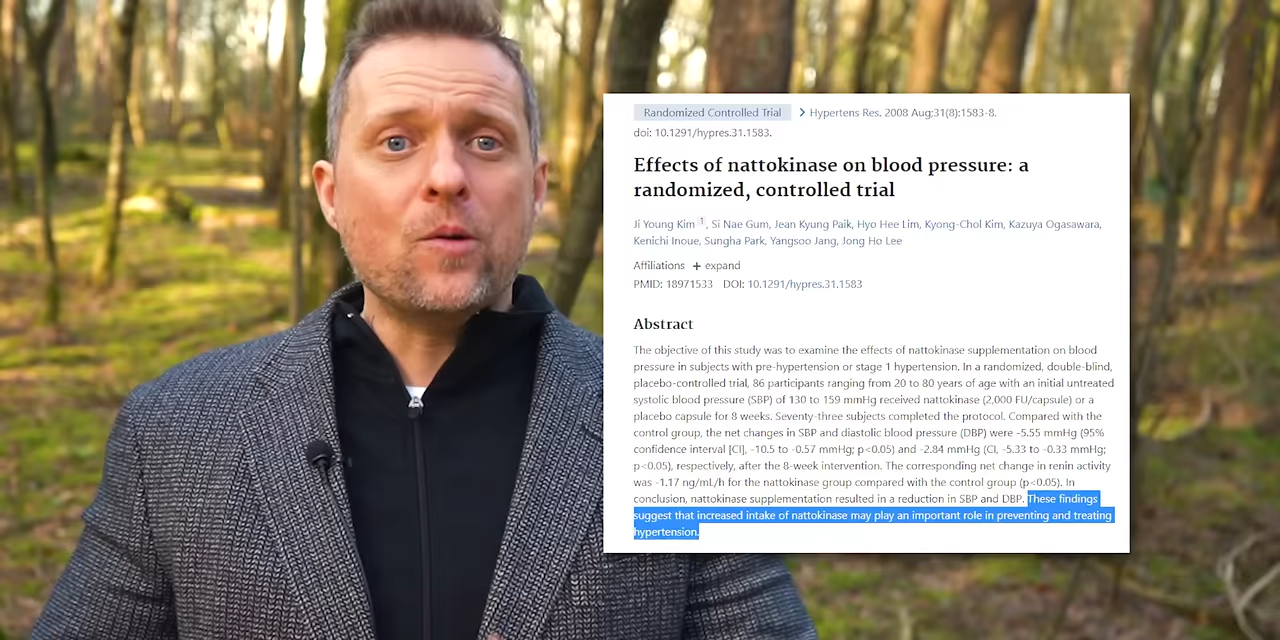 Randomized Controlled Trial > Hypertens Res. 2008 Aug;31(8):1583-8.
doi: 10.1291/hypres.31.1583.
Effects of nattokinase on blood pressure: a
randomized, controlled trial
Ji Young Kim 1, Si Nae Gum, Jean Kyung Paik, Hyo Hee Lim, Kyong-Chol Kim, Kazuya Ogasawara,
Kenichi Inoue, Sungha Park, Yangsoo Jang, Jong Ho Lee
Affiliations + expand
PMID: 18971533 DOI: 10.1291/hypres.31.1583
Abstract
The objective of this study was to examine the effects of nattokinase supplementation on blood
pressure in subjects with pre-hypertension or stage 1 hypertension. In a randomized, double-blind,
placebo-controlled trial, 86 participants ranging from 20 to 80 years of age with an initial untreated
systolic blood pressure (SBP) of 130 to 159 mmHg received nattokinase (2,000 FU/capsule) or a
placebo capsule for 8 weeks. Seventy-three subjects completed the protocol. Compared with the
control group, the net changes in SBP and diastolic blood pressure (DBP) were -5.55 mmHg (95%
confidence interval [CI], -10.5 to -0.57 mmHg; p<0.05) and -2.84 mmHg (CI, -5.33 to -0.33 mmHg;
p<0.05), respectively, after the 8-week intervention. The corresponding net change in renin activity
was -1.17 ng/mL/h for the nattokinase group compared with the control group (p<0.05). In
conclusion, nattokinase supplementation resulted in a reduction in SBP and DBP. These findings
suggest that increased intake of nattokinase may play an important role in preventing and treating
hypertension.